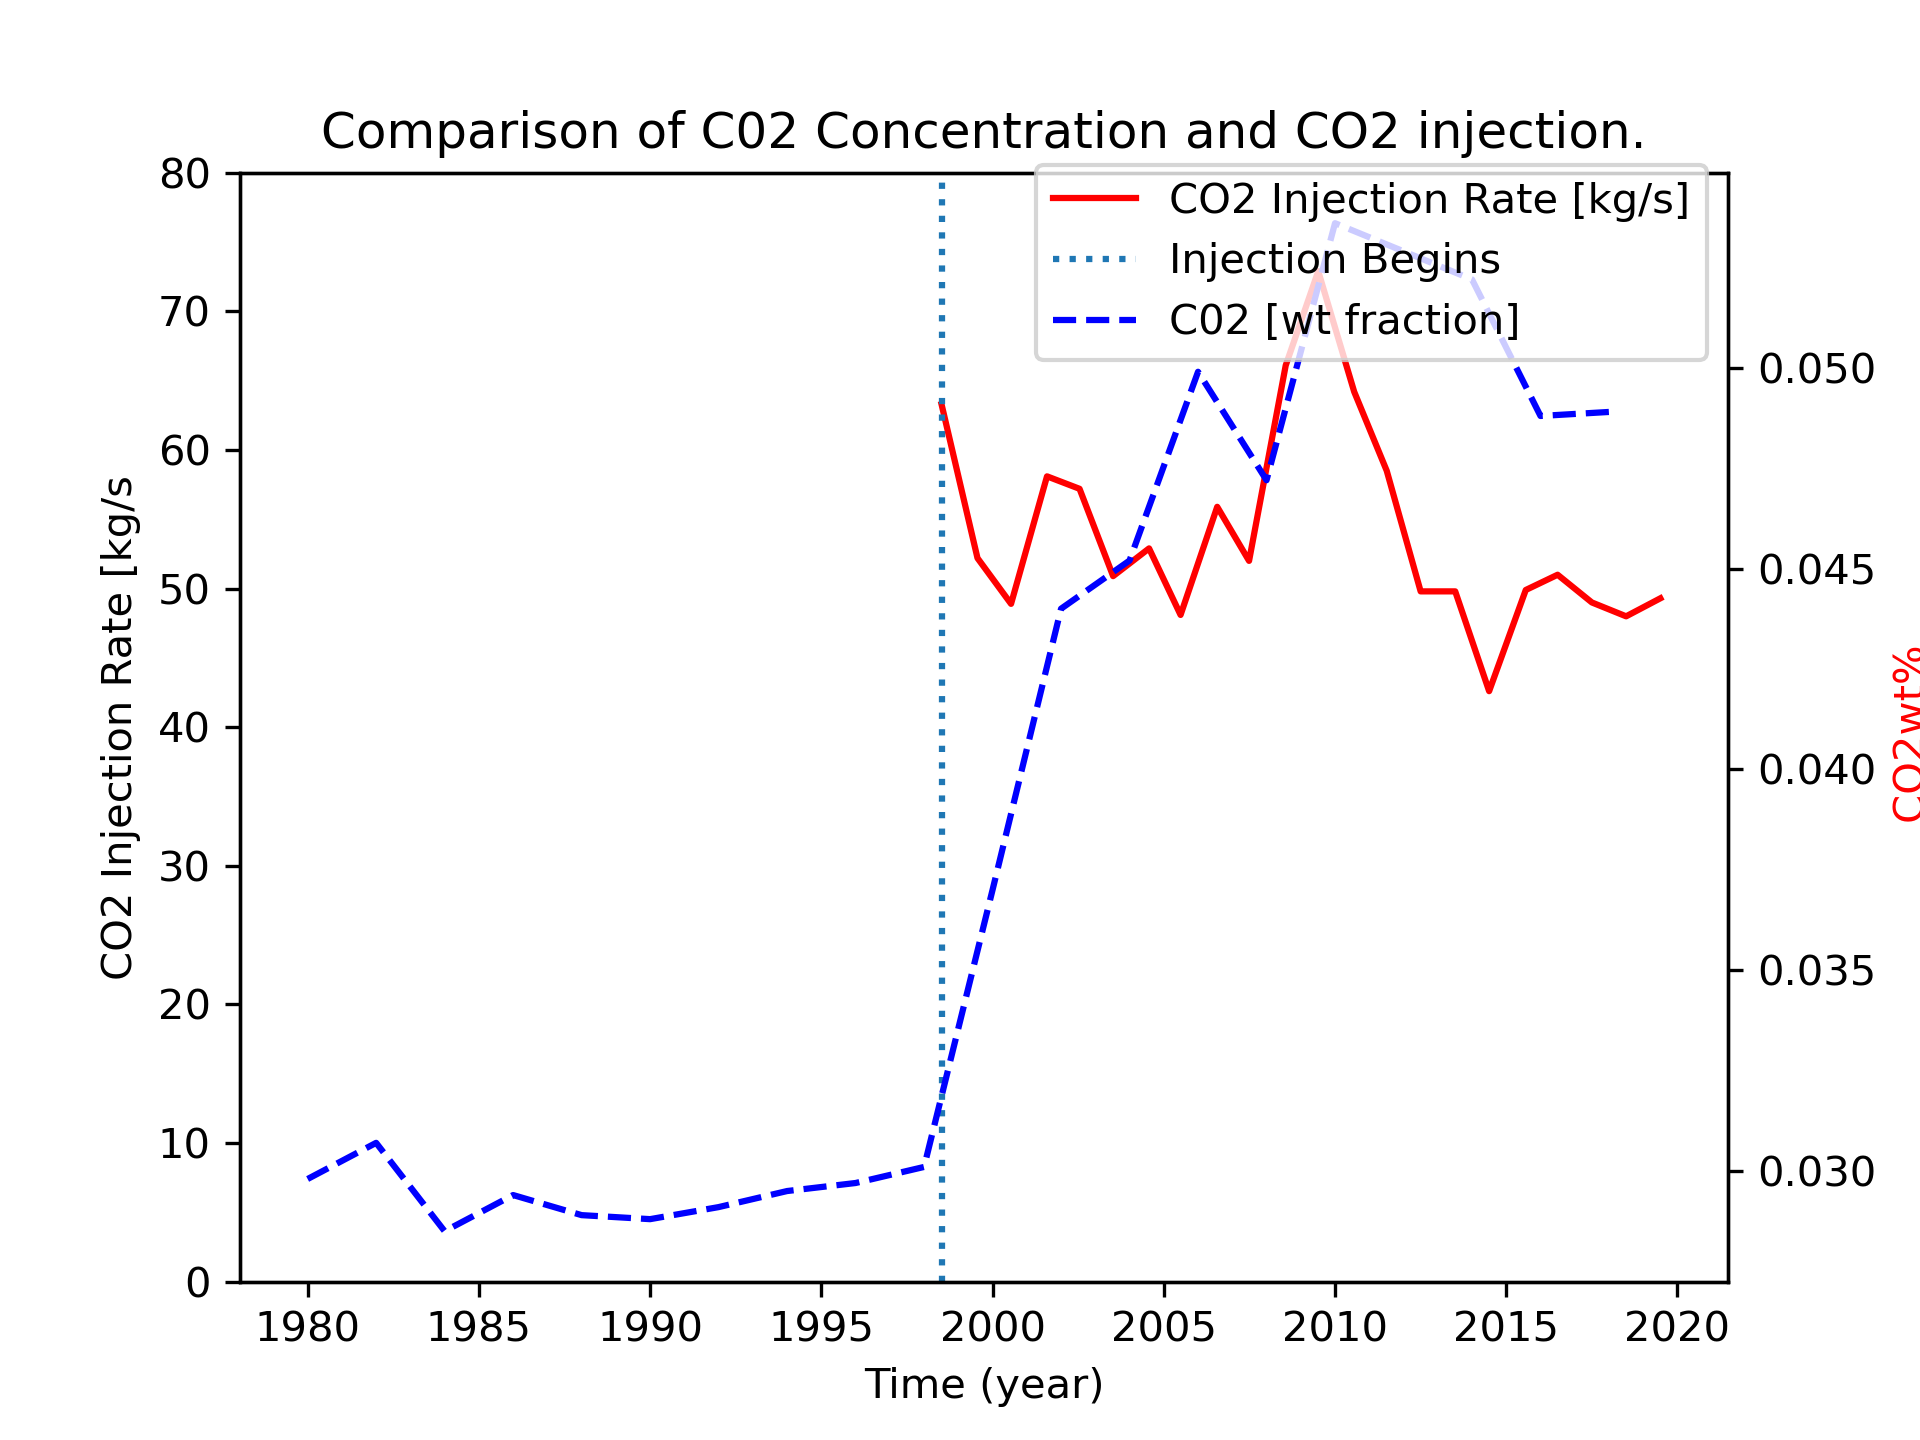 Comparison of C02 Concentration and CO2 injection.
CO2 Injection Rate [kg/s]
Injection Begins
C02 [wt fraction]
CO2 Injection Rate [kg/s
80
70
60
50
40
30
20
10
0
0.050
0.045
0.040
0.035
0.030
CO2wt%
1980 1985 1990 1995 2000 2005 2010 2015 2020
Time (year)